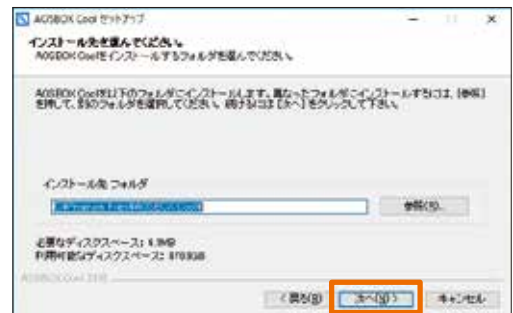 AOSBOX Cool セットアップ
インストール先を選んでください。
AOSBOX Coolをインストールするフォルダを選んでください。
AOSBOX Coolを以下のフォルダにインストールします。異なったフォルダにインストールするには、[参照]
を押して、別のフォルダを選択してください。続けるには [次へ] をクリックして下さい。
インストール先 フォルダ
参照(R)...
必要なディスクスペース:
利用可能なディスクスペース:
AOSBOX Cool
< 戻る(B)
次へ(N) >
キャンセル